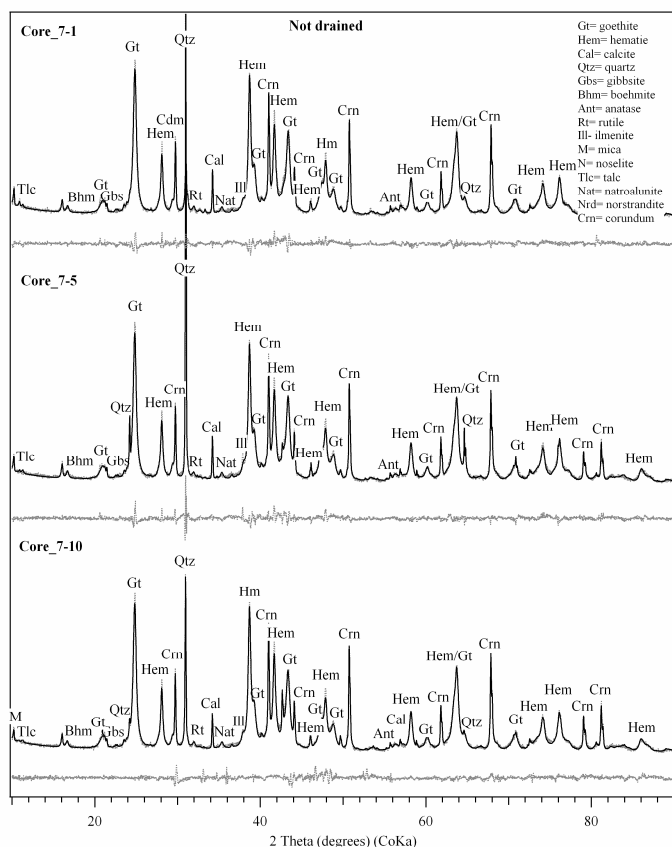 Core_7-1
Not drained
Gt= goethite
Hem= hematie
Cal= calcite
Qtz= quartz
Gbs= gibbsite
Bhm= boehmite
Ant= anatase
Rt= rutile
Ill- ilmenite
M= mica
N= noselite
Tlc= talc
Nat= natroalunite
Nrd= norstrandite
Crn= corundum
Tlc
Bhm
Gt
Gbs
Gt
Hem
Cdm
Qtz
Rt
Cal
Nat
Ill
Hem
Gt
Crn
Hem
Gt
Crn
Hem
Gt
Hm
Gt
Crn
Ant
Hem
Gt
Crn
Hem/Gt
Qtz
Crn
Gt
Hem
Hem
Core_7-5
Tlc
Bhm
Gt
Gbs
Qtz
Gt
Hem
Crn
Qtz
Rt
Cal
Nat
Ill
Hem
Gt
Crn
Hem
Gt
Crn
Hem
Hem
Gt
Crn
Ant
Hem
Gt
Crn
Hem/Gt
Qtz
Crn
Gt
Hem
Hem
Crn
Crn
Hem
Core_7-10
M
Tlc
Bhm
Gt
Gbs
Qtz
Gt
Hem
Crn
Qtz
Rt
Cal
Nat
Ill
Hm
Gt
Crn
Hem
Gt
Crn
Hem
Gt
Hem
Gt
Crn
Ant
Cal
Hem
Gt
Crn
Hem/Gt
Qtz
Crn
Gt
Hem
Hem
Crn
Crn
Hem
20
40
60
80
2 Theta (degrees) (CoKa)